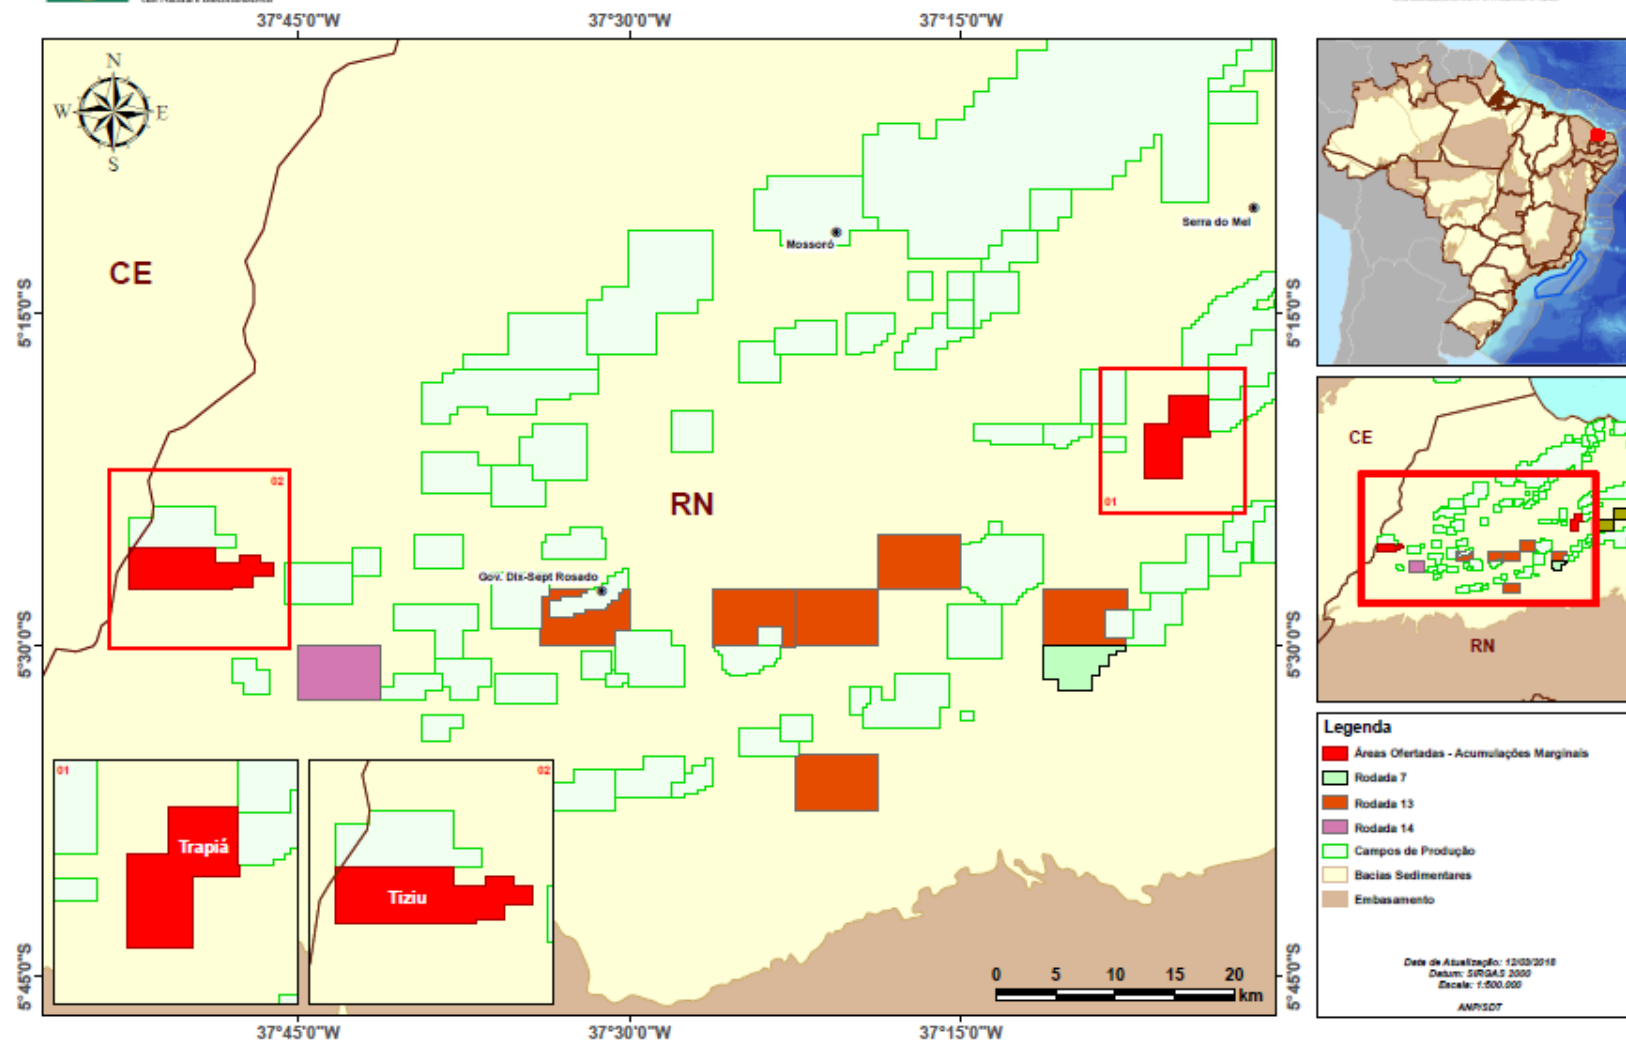 37°45'0"W
37°30'0"W
37°15'0"W
N
W
E
S
CE
Serra do Mel
Mossoró
5°15'0"S
5°15'0"S
CE
02
RN
01
Gov. Dix-Sept Rosado
5°30'0"S
5°30'0"S
RN
Legenda
Áreas Ofertadas - Acumulações Marginais
Rodada 7
Rodada 13
Rodada 14
Campos de Produção
Bacias Sedimentares
Embasamento
01
Trapiá
02
Tiziu
5°45'0"S
5°45'0"S
0 5 10 15 20
km
Data de Atualização: 12/03/2018
Datum: SIRGAS 2000
Escala: 1:500.000
ANP/SDT
37°45'0"W
37°30'0"W
37°15'0"W